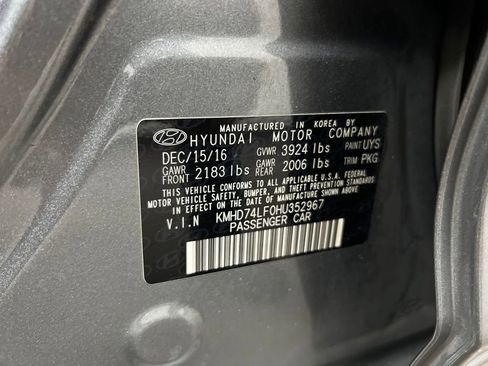 MANUFACTURED IN KOREA BY
HYUNDAI MOTOR COMPANY
DEC/15/16 GVWR 3924 lbs PAINT UYS
GAWR FRONT 2183 lbs GAWR REAR 2006 lbs TRIM PKG
THIS VEHICLE CONFORMS TO ALL APPLICABLE FEDERAL
MOTOR VEHICLE SAFETY, BUMPER, AND THEFT PREVENTION
STANDARDS IN EFFECT ON THE DATE OF MANUFACTURE SHOWN ABOVE.
V.I.N KMHD74LF0HU352967
PASSENGER CAR